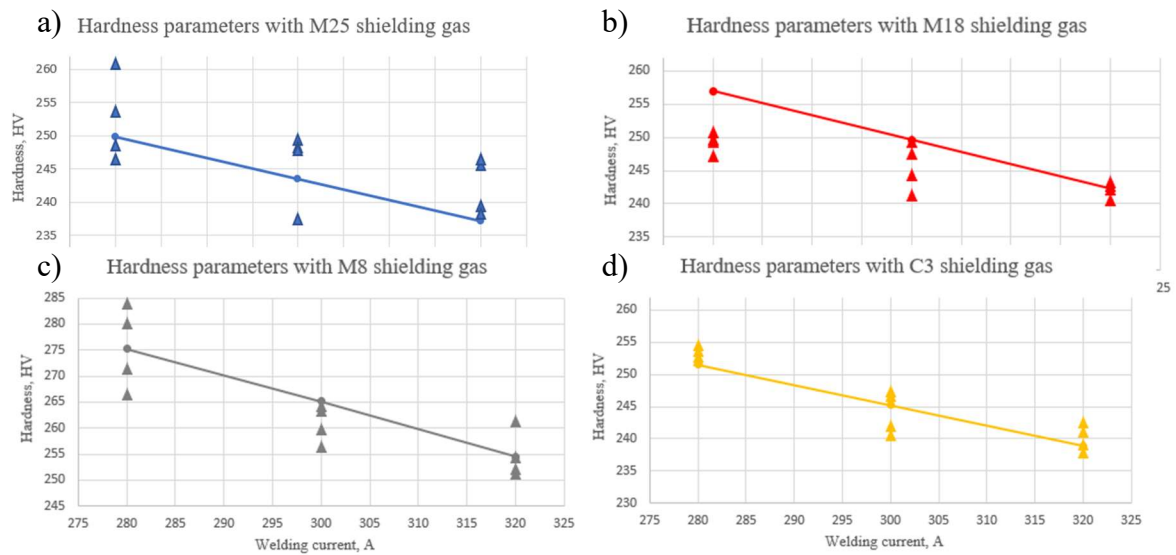 a) Hardness parameters with M25 shielding gas
Hardness, HV
260
255
250
245
240
235
b) Hardness parameters with M18 shielding gas
Hardness, HV
260
255
250
245
240
235
25
c) Hardness parameters with M8 shielding gas
Hardness, HV
285
280
275
270
265
260
255
250
245
275 280 285 290 295 300 305 310 315 320 325
Welding current, A
d) Hardness parameters with C3 shielding gas
Hardness, HV
260
255
250
245
240
235
230
275 280 285 290 295 300 305 310 315 320 325
Welding current, A